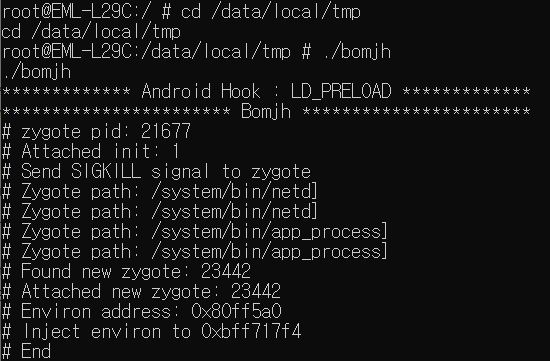 root@EML-L29C:/ # cd /data/local/tmp
cd /data/local/tmp
root@EML-L29C:/data/local/tmp # ./bomjh
./bomjh
************* Android Hook : LD_PRELOAD *************
*********************** Bomjh ***********************
# zygote pid: 21677
# Attached init: 1
# Send SIGKILL signal to zygote
# Zygote path: /system/bin/netd]
# Zygote path: /system/bin/netd]
# Zygote path: /system/bin/app_process]
# Zygote path: /system/bin/app_process]
# Found new zygote: 23442
# Attached new zygote: 23442
# Environ address: 0x80ff5a0
# Inject environ to 0xbff717f4
# End